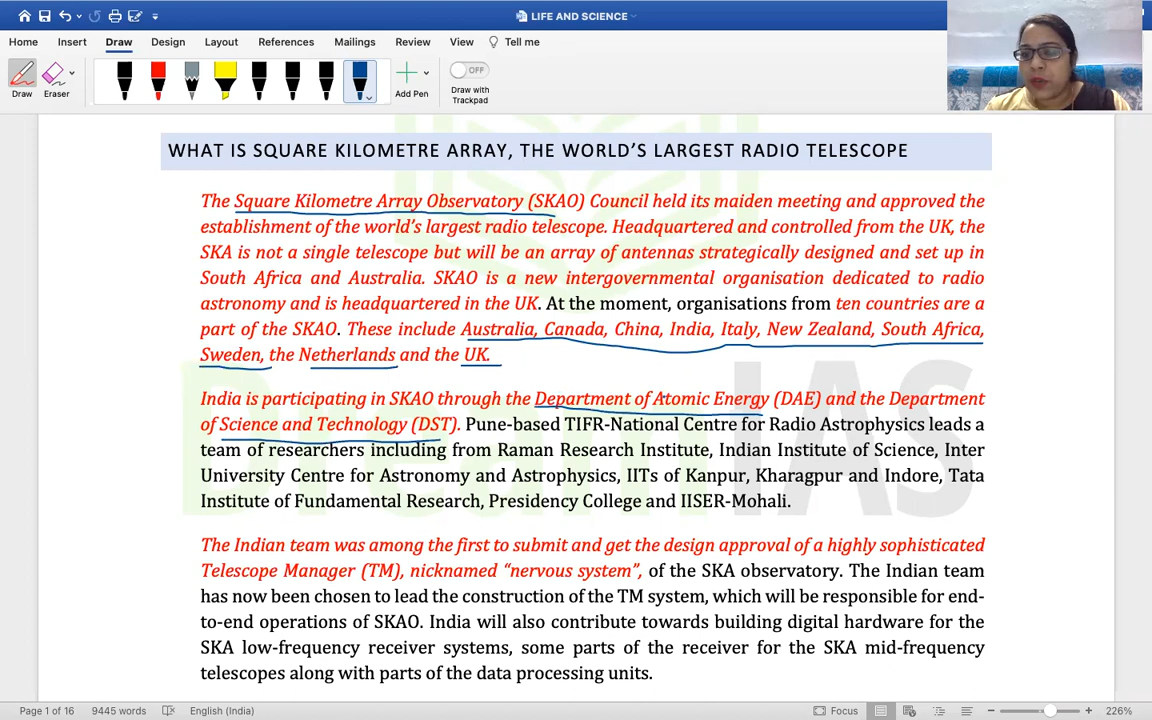 LIFE AND SCIENCE
Home Insert Draw Design Layout References Mailings Review View Tell me
OFF
Draw Eraser Add Pen Draw with
Trackpad
WHAT IS SQUARE KILOMETRE ARRAY, THE WORLD'S LARGEST RADIO TELESCOPE
The Square Kilometre Array Observatory (SKAO) Council held its maiden meeting and approved the
establishment of the world's largest radio telescope. Headquartered and controlled from the UK, the
SKA is not a single telescope but will be an array of antennas strategically designed and set up in
South Africa and Australia. SKAO is a new intergovernmental organisation dedicated to radio
astronomy and is headquartered in the UK. At the moment, organisations from ten countries are a
part of the SKAO. These include Australia, Canada, China, India, Italy, New Zealand, South Africa,
Sweden, the Netherlands and the UK.
India is participating in SKAO through the Department of Atomic Energy (DAE) and the Department
of Science and Technology (DST). Pune-based TIFR-National Centre for Radio Astrophysics leads a
team of researchers including from Raman Research Institute, Indian Institute of Science, Inter
University Centre for Astronomy and Astrophysics, IITs of Kanpur, Kharagpur and Indore, Tata
Institute of Fundamental Research, Presidency College and IISER-Mohali.
The Indian team was among the first to submit and get the design approval of a highly sophisticated
Telescope Manager (TM), nicknamed "nervous system", of the SKA observatory. The Indian team
has now been chosen to lead the construction of the TM system, which will be responsible for end-
to-end operations of SKAO. India will also contribute towards building digital hardware for the
SKA low-frequency receiver systems, some parts of the receiver for the SKA mid-frequency
telescopes along with parts of the data processing units.
IAS
Page 1 of 16 9445 words English (India) Focus 226%